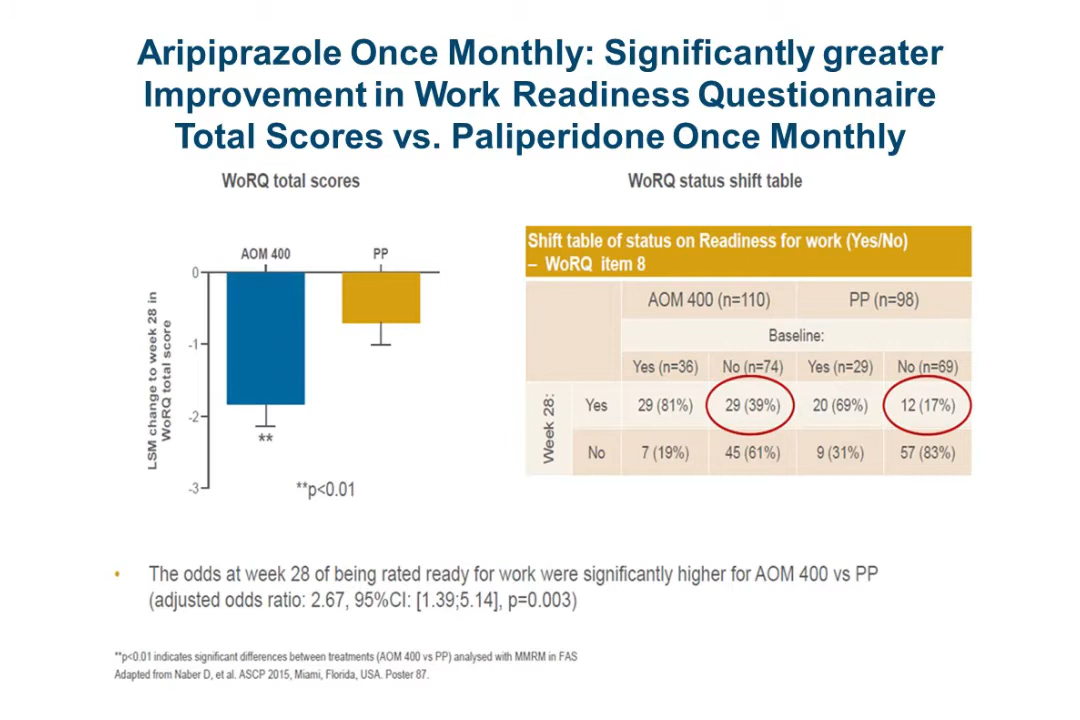 Aripiprazole Once Monthly: Significantly greater
Improvement in Work Readiness Questionnaire
Total Scores vs. Paliperidone Once Monthly
WoRQ total scores
AOM 400 PP
0
-1
-2
-3
LSM change to week 28 in
WoRQ total score
**
**p<0.01
WoRQ status shift table
Shift table of status on Readiness for work (Yes/No)
– WoRQ item 8
AOM 400 (n=110) PP (n=98)
Baseline:
Yes (n=36) No (n=74) Yes (n=29) No (n=69)
Week 28:
Yes 29 (81%) 29 (39%) 20 (69%) 12 (17%)
No 7 (19%) 45 (61%) 9 (31%) 57 (83%)
• The odds at week 28 of being rated ready for work were significantly higher for AOM 400 vs PP
(adjusted odds ratio: 2.67, 95%CI: [1.39;5.14], p=0.003)
**p<0.01 indicates significant differences between treatments (AOM 400 vs PP) analysed with MMRM in FAS
Adapted from Naber D, et al. ASCP 2015, Miami, Florida, USA. Poster 87.